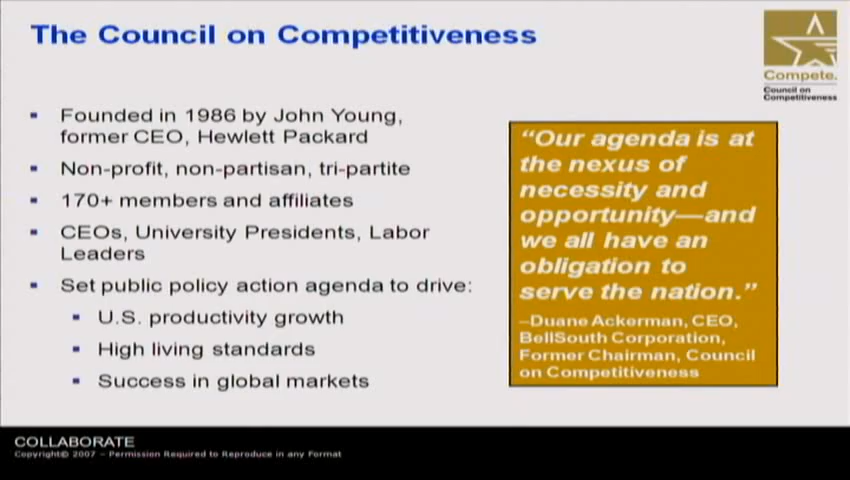 The Council on Competitiveness
Compete.
Council on
Competitiveness
Founded in 1986 by John Young,
former CEO, Hewlett Packard
Non-profit, non-partisan, tri-partite
170+ members and affiliates
CEOs, University Presidents, Labor
Leaders
Set public policy action agenda to drive:
U.S. productivity growth
High living standards
Success in global markets
“Our agenda is at
the nexus of
necessity and
opportunity—and
we all have an
obligation to
serve the nation.”
–Duane Ackerman, CEO,
BellSouth Corporation,
Former Chairman, Council
on Competitiveness
COLLABORATE
Copyright© 2007 – Permission Required to Reproduce in any Format